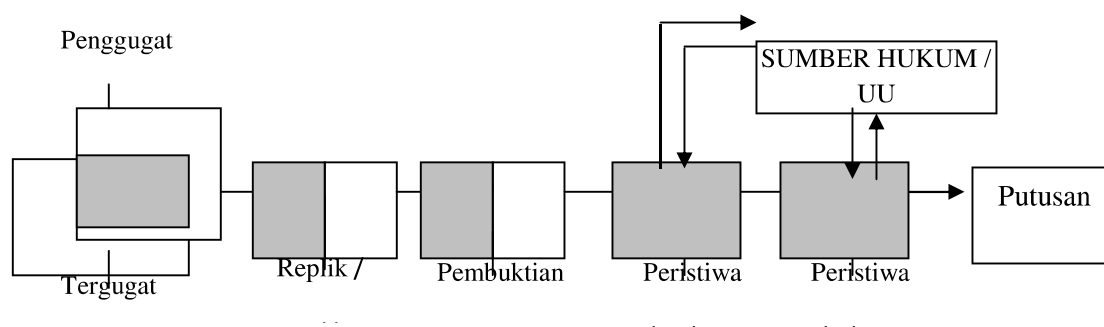 Penggugat
SUMBER HUKUM /
UU
Putusan
Replik /
Pembuktian
Peristiwa
Peristiwa
Tergugat